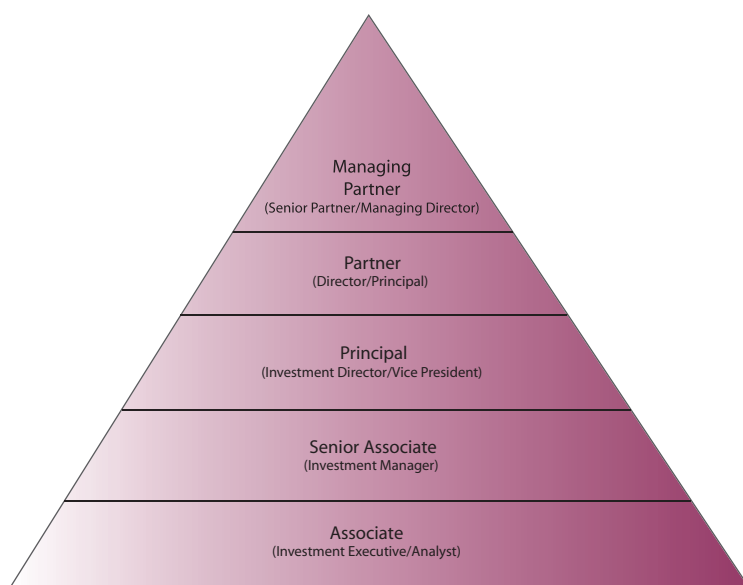 Managing
Partner
(Senior Partner/Managing Director)
Partner
(Director/Principal)
Principal
(Investment Director/Vice President)
Senior Associate
(Investment Manager)
Associate
(Investment Executive/Analyst)